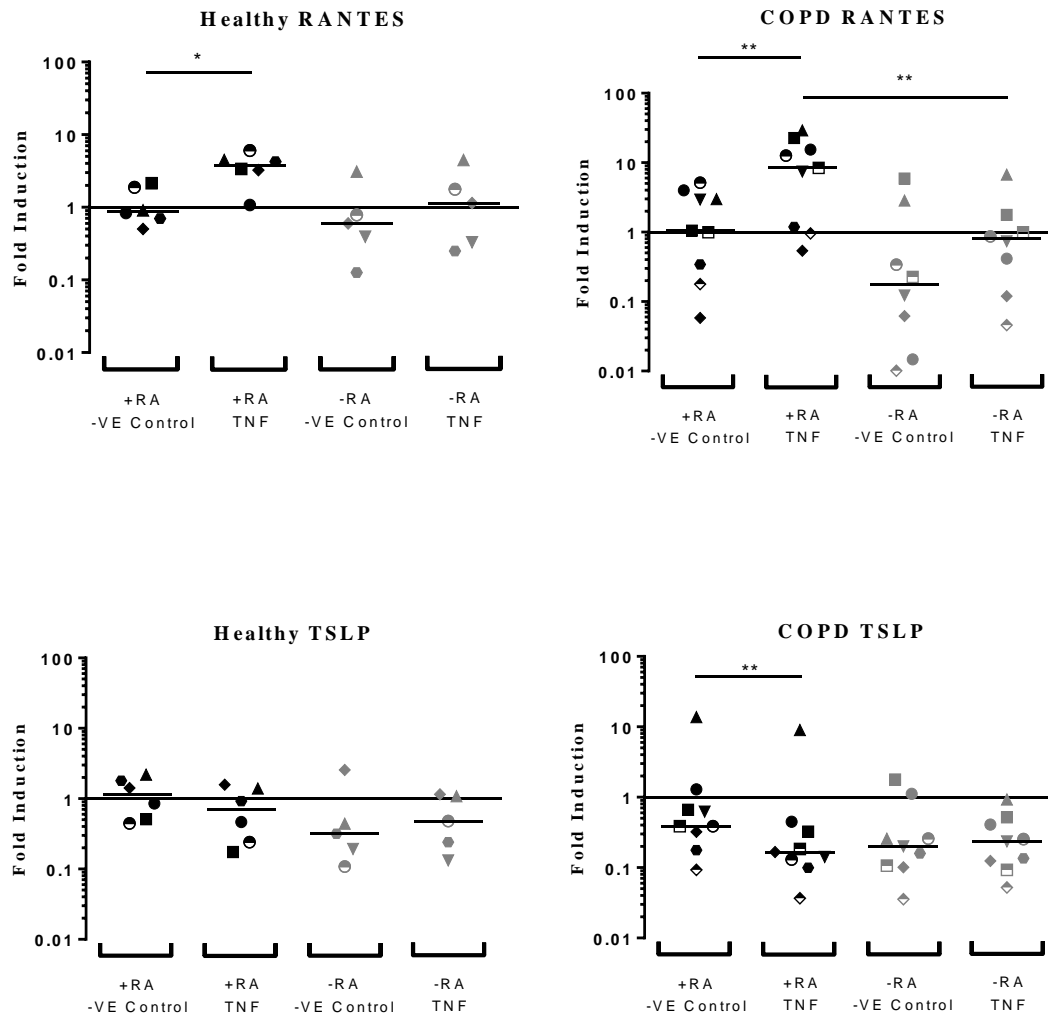 Healthy RANTES
*
100
10
1
0.1
0.01
Fold Induction
+RA
-VE Control
+RA
TNF
-RA
-VE Control
-RA
TNF
COPD RANTES
**
**
100
10
1
0.1
0.01
Fold Induction
+RA
-VE Control
+RA
TNF
-RA
-VE Control
-RA
TNF
Healthy TSLP
100
10
1
0.1
0.01
Fold Induction
+RA
-VE Control
+RA
TNF
-RA
-VE Control
-RA
TNF
COPD TSLP
**
100
10
1
0.1
0.01
Fold Induction
+RA
-VE Control
+RA
TNF
-RA
-VE Control
-RA
TNF